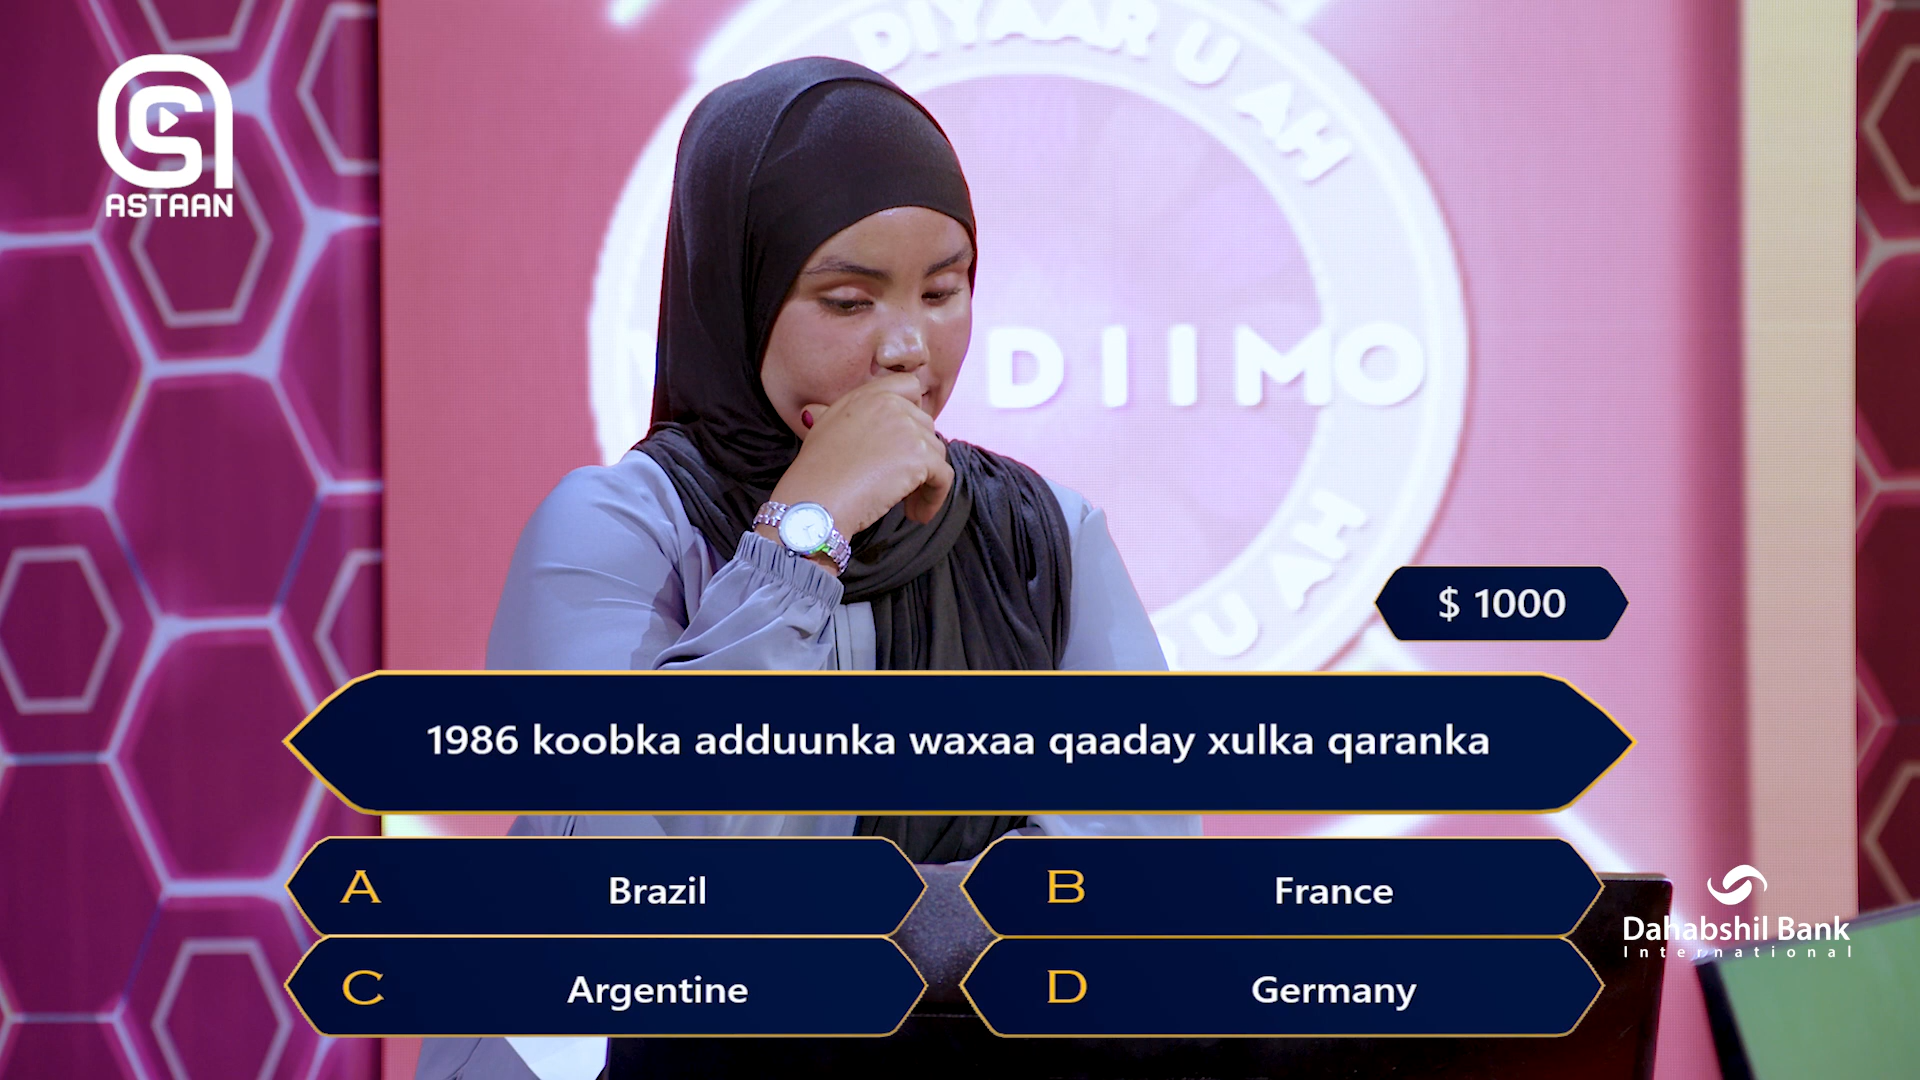 DIYAAR U AH
ASTAAN
DIIMO
U AH
$ 1000
1986 koobka adduunka waxaa qaaday xulka qaranka
A Brazil
B France
C Argentine
D Germany
Dahabshil Bank
International